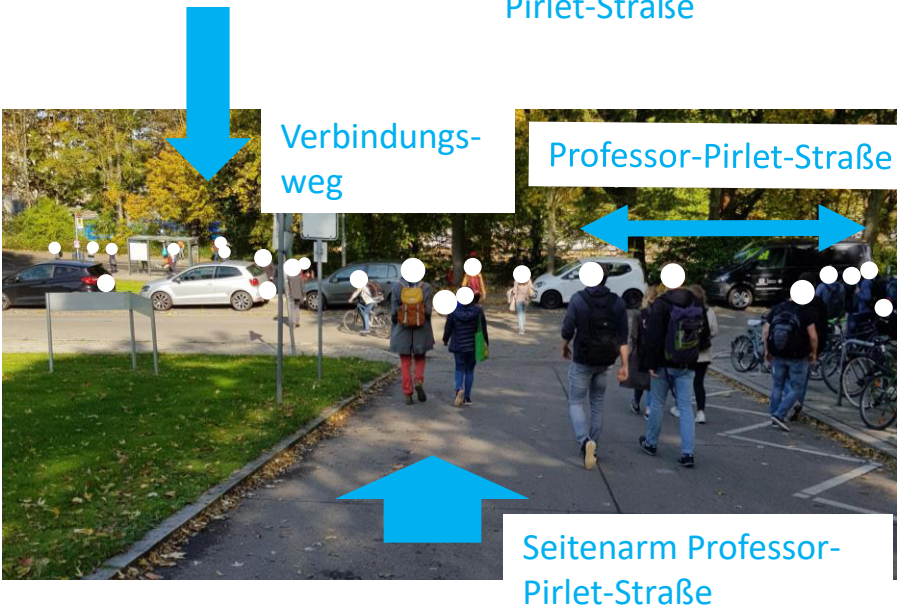 Pirlet-Straße
Verbindungs-
weg
Professor-Pirlet-Straße
Seitenarm Professor-
Pirlet-Straße